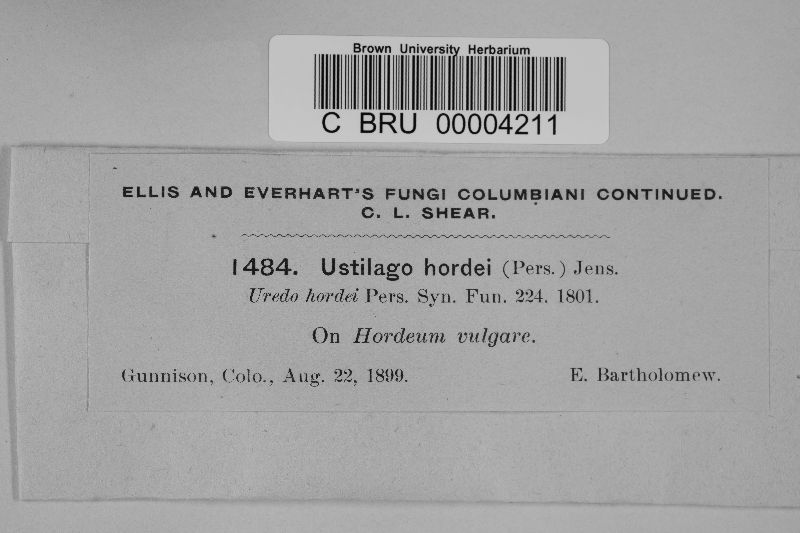 Brown University Herbarium
C BRU 00004211
ELLIS AND EVERHART'S FUNGI COLUMBIANI CONTINUED.
C. L. SHEAR.
1484. Ustilago hordei (Pers.) Jens.
Uredo hordei Pers. Syn. Fun. 224. 1801.
On Hordeum vulgare.
Gunnison, Colo., Aug. 22, 1899. E. Bartholomew.